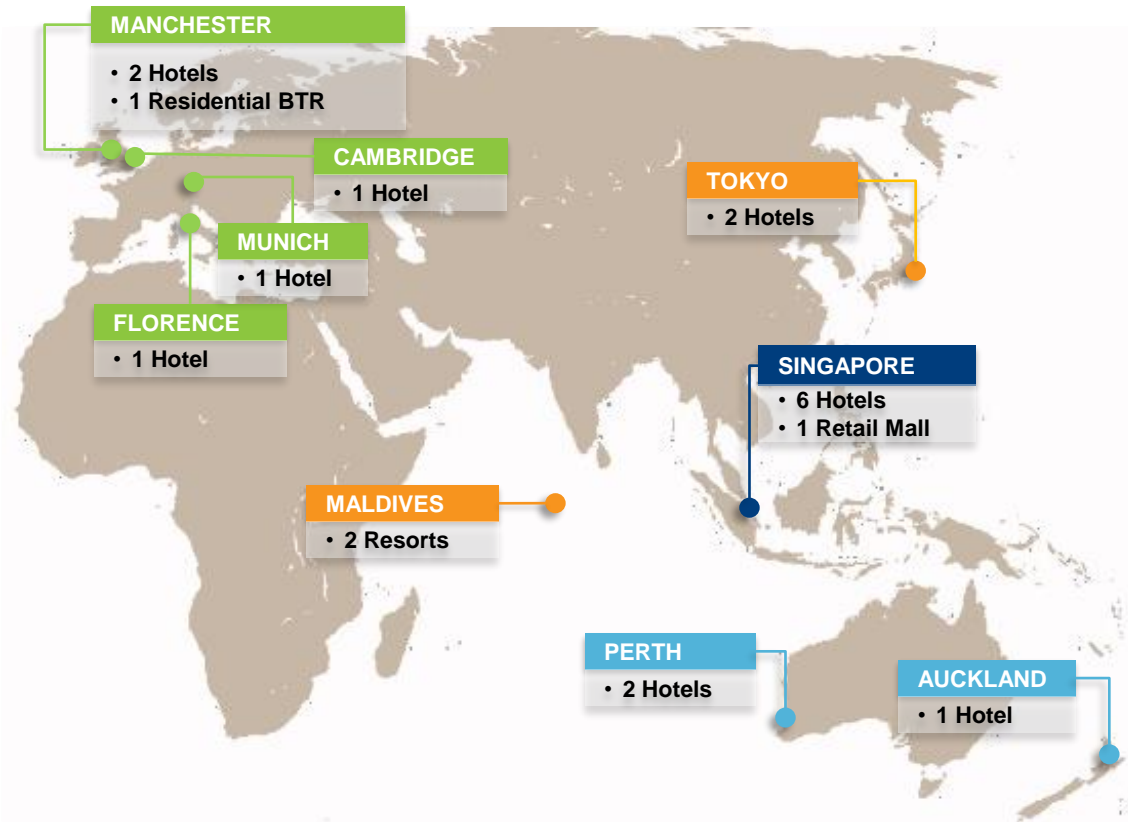 MANCHESTER
• 2 Hotels
• 1 Residential BTR
CAMBRIDGE
• 1 Hotel
MUNICH
• 1 Hotel
FLORENCE
• 1 Hotel
TOKYO
• 2 Hotels
SINGAPORE
• 6 Hotels
• 1 Retail Mall
MALDIVES
• 2 Resorts
PERTH
• 2 Hotels
AUCKLAND
• 1 Hotel